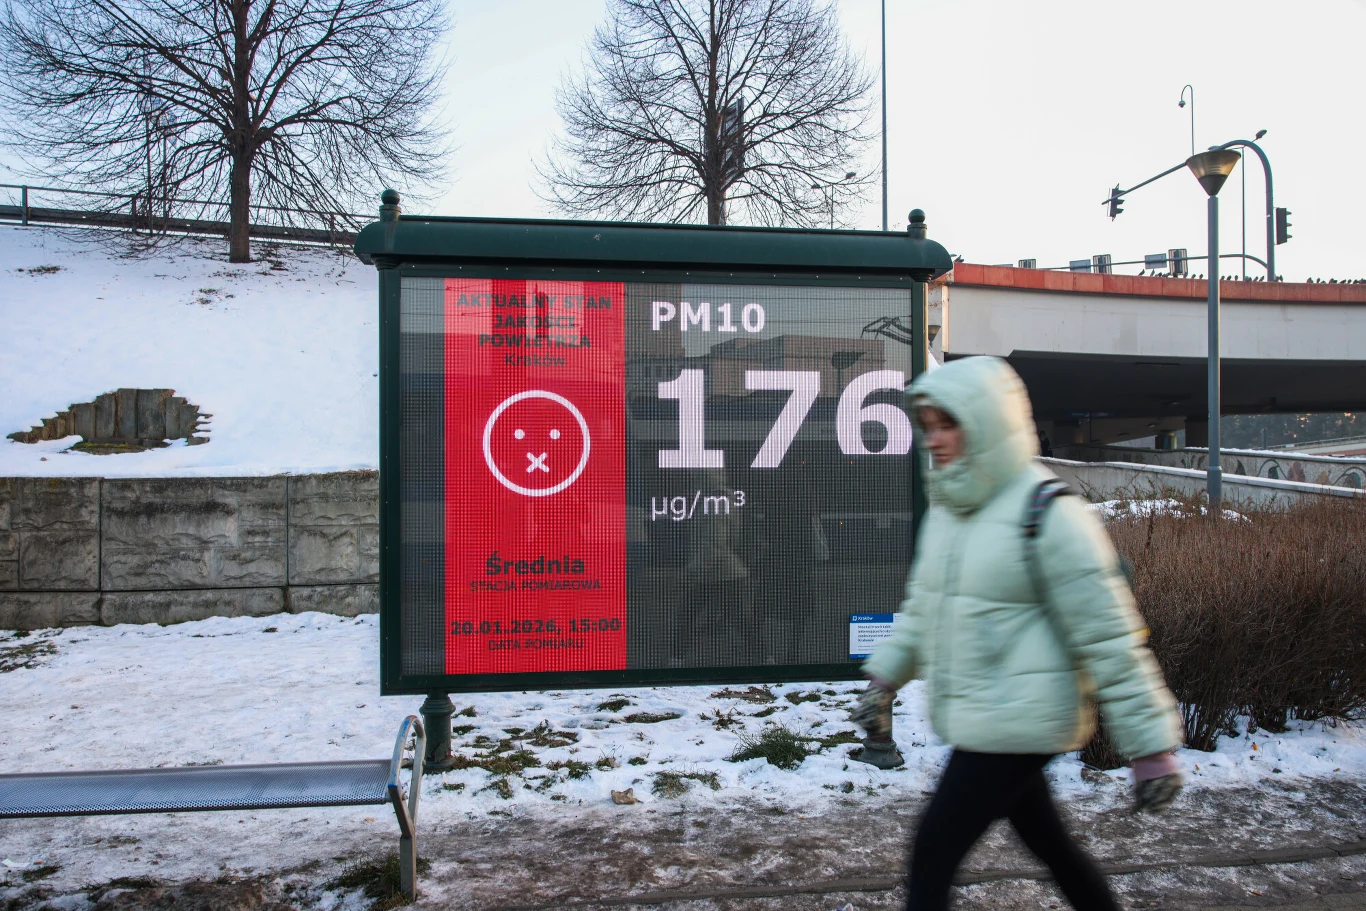 AKTUALNY STAN
JAKOŚCI
POWIETRZA
Kraków
Średnia
STACJA POMIAROWA
20.01.2026, 15:00
DATA POMIARU
PM10
176
µg/m³
Kraków